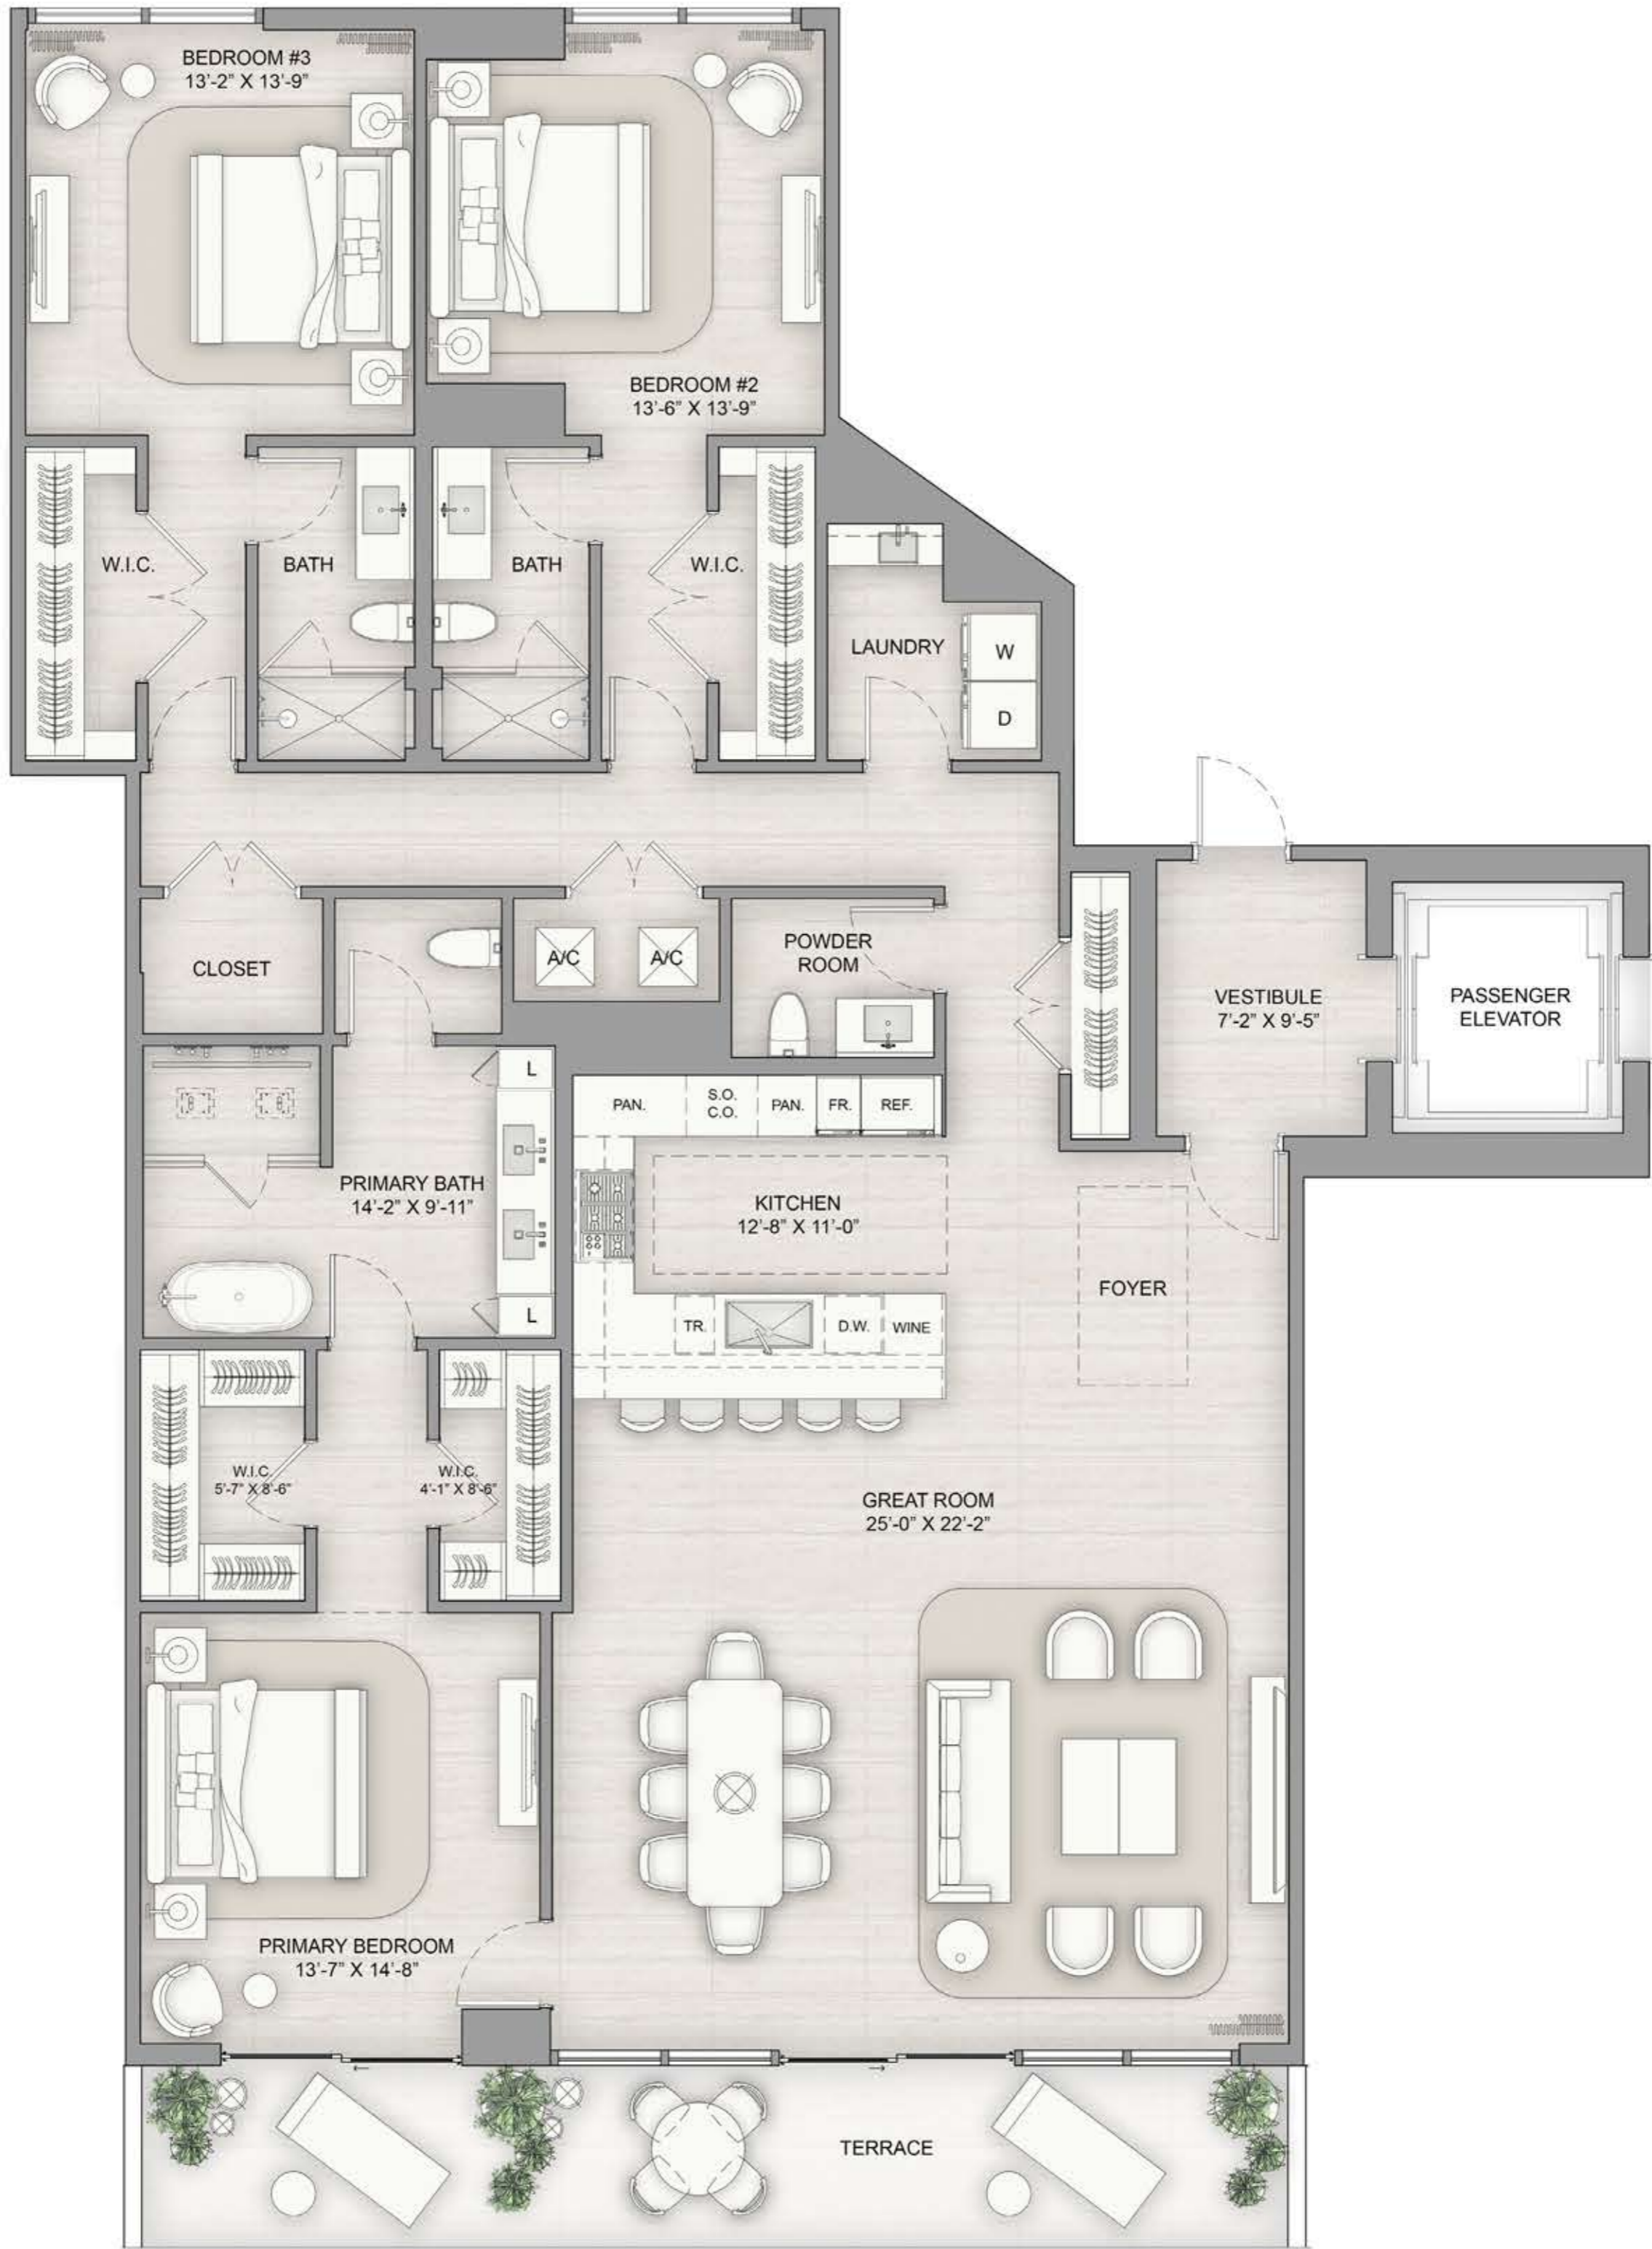 BEDROOM #3
13'-2" X 13'-9"
BEDROOM #2
13'-6" X 13'-9"
W.I.C.
BATH
BATH
W.I.C.
LAUNDRY
W
D
CLOSET
A/C
A/C
POWDER
ROOM
VESTIBULE
7'-2" X 9'-5"
PASSENGER
ELEVATOR
L
PAN.
S.O.
C.O.
PAN.
FR.
REF.
PRIMARY BATH
14'-2" X 9'-11"
KITCHEN
12'-8" X 11'-0"
FOYER
L
TR.
D.W.
WINE
W.I.C.
5'-7" X 8'-6"
W.I.C.
4'-1" X 8'-6"
GREAT ROOM
25'-0" X 22'-2"
PRIMARY BEDROOM
13'-7" X 14'-8"
TERRACE